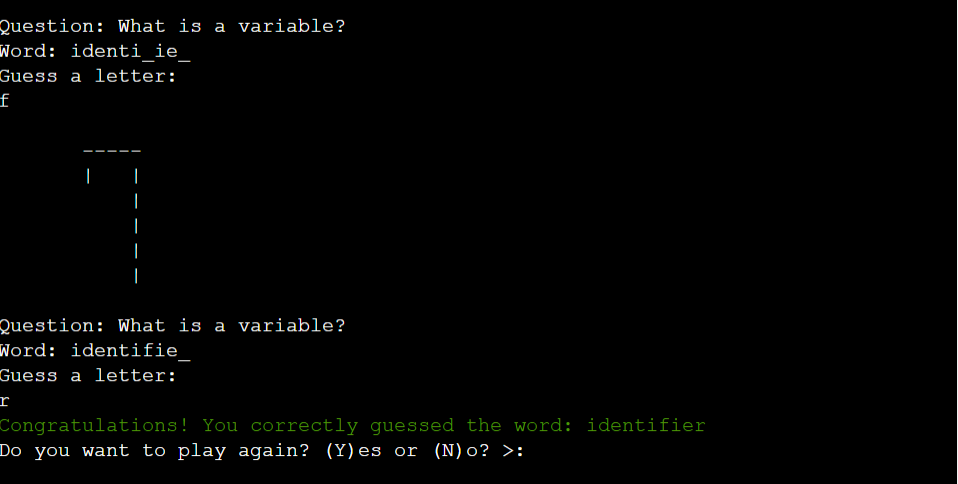 Question: What is a variable?
Word: identi_ie_
Guess a letter:
f
-----
|   |
    |
    |
    |
    |
Question: What is a variable?
Word: identifie_
Guess a letter:
r
Congratulations! You correctly guessed the word: identifier
Do you want to play again? (Y)es or (N)o? >: